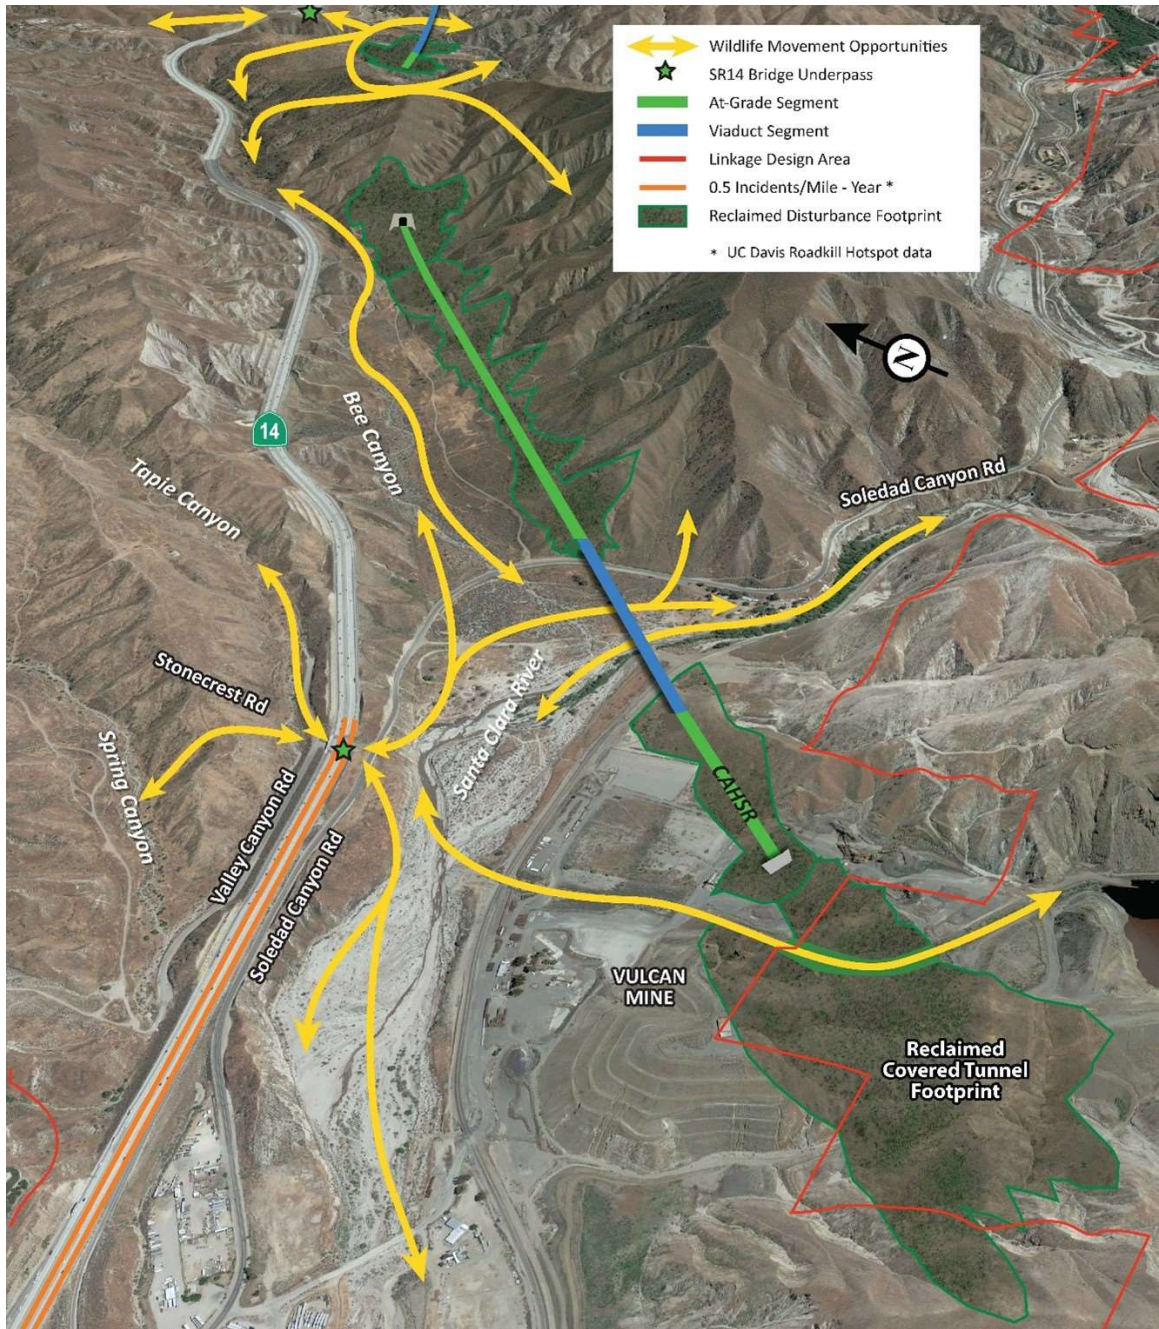 Wildlife Movement Opportunities
SR14 Bridge Underpass
At-Grade Segment
Viaduct Segment
Linkage Design Area
0.5 Incidents/Mile - Year *
Reclaimed Disturbance Footprint
* UC Davis Roadkill Hotspot data
N
14
Bee Canyon
Tapie Canyon
Soledad Canyon Rd
Stonecrest Rd
Spring Canyon
Santa Clara River
Valley Canyon Rd
Soledad Canyon Rd
CAHSR
VULCAN
MINE
Reclaimed
Covered Tunnel
Footprint